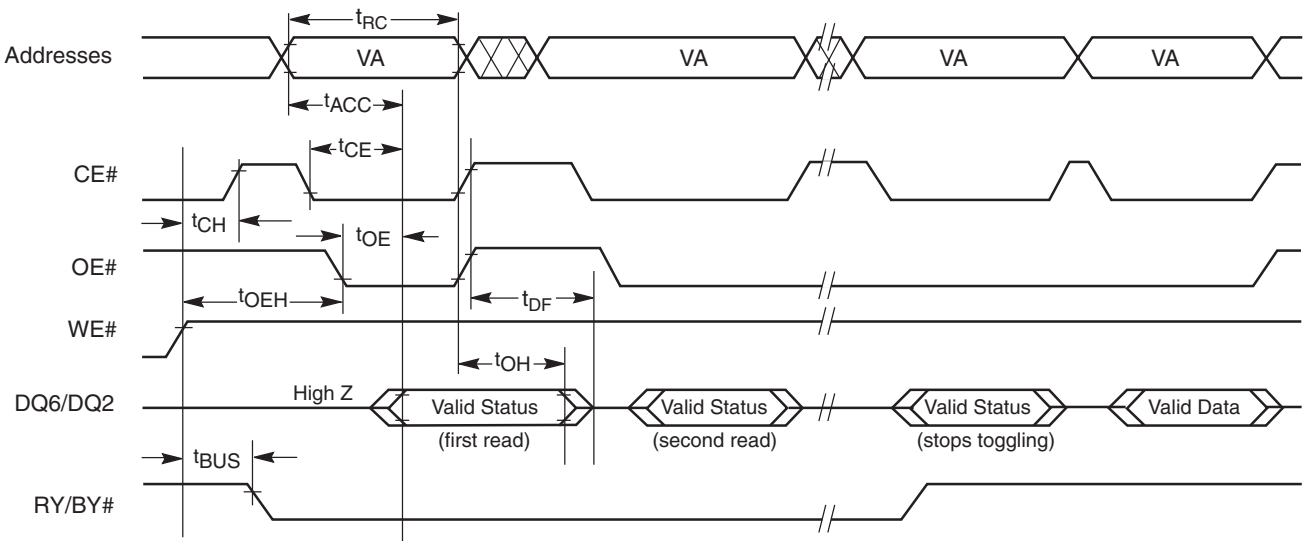 tRC
Addresses VA VA VA VA
tACC
tCE
CE#
tCH
tOE
OE#
tOEH
tDF
WE#
tOH
High Z
DQ6/DQ2 Valid Status Valid Status Valid Status Valid Data
(first read) (second read) (stops toggling)
tBUS
RY/BY#